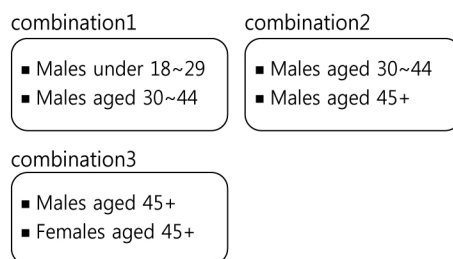 combination1
▪ Males under 18~29
▪ Males aged 30~44
combination2
▪ Males aged 30~44
▪ Males aged 45+
combination3
▪ Males aged 45+
▪ Females aged 45+